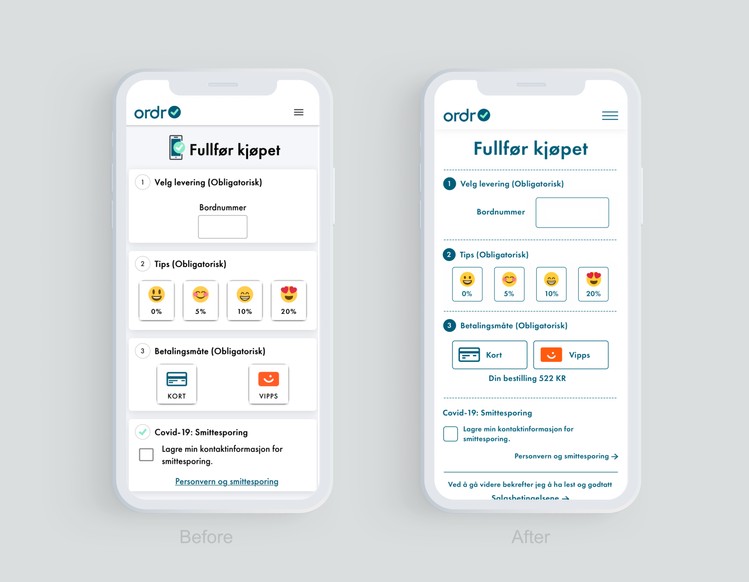 ordr
Fullfør kjøpet
1 Velg levering (Obligatorisk)
Bordnummer
2 Tips (Obligatorisk)
0% 5% 10% 20%
3 Betalingsmåte (Obligatorisk)
KORT VIPPS
Covid-19: Smittesporing
Lagre min kontaktinformasjon for
smittesporing.
Personvern og smittesporing
Before
ordr
Fullfør kjøpet
1 Velg levering (Obligatorisk)
Bordnummer
2 Tips (Obligatorisk)
0% 5% 10% 20%
3 Betalingsmåte (Obligatorisk)
Kort Vipps
Din bestilling 522 KR
Covid-19: Smittesporing
Lagre min kontaktinformasjon for
smittesporing.
Personvern og smittesporing →
Ved å gå videre bekrefter jeg å ha lest og godtatt
Salgsbetingelsene →
After